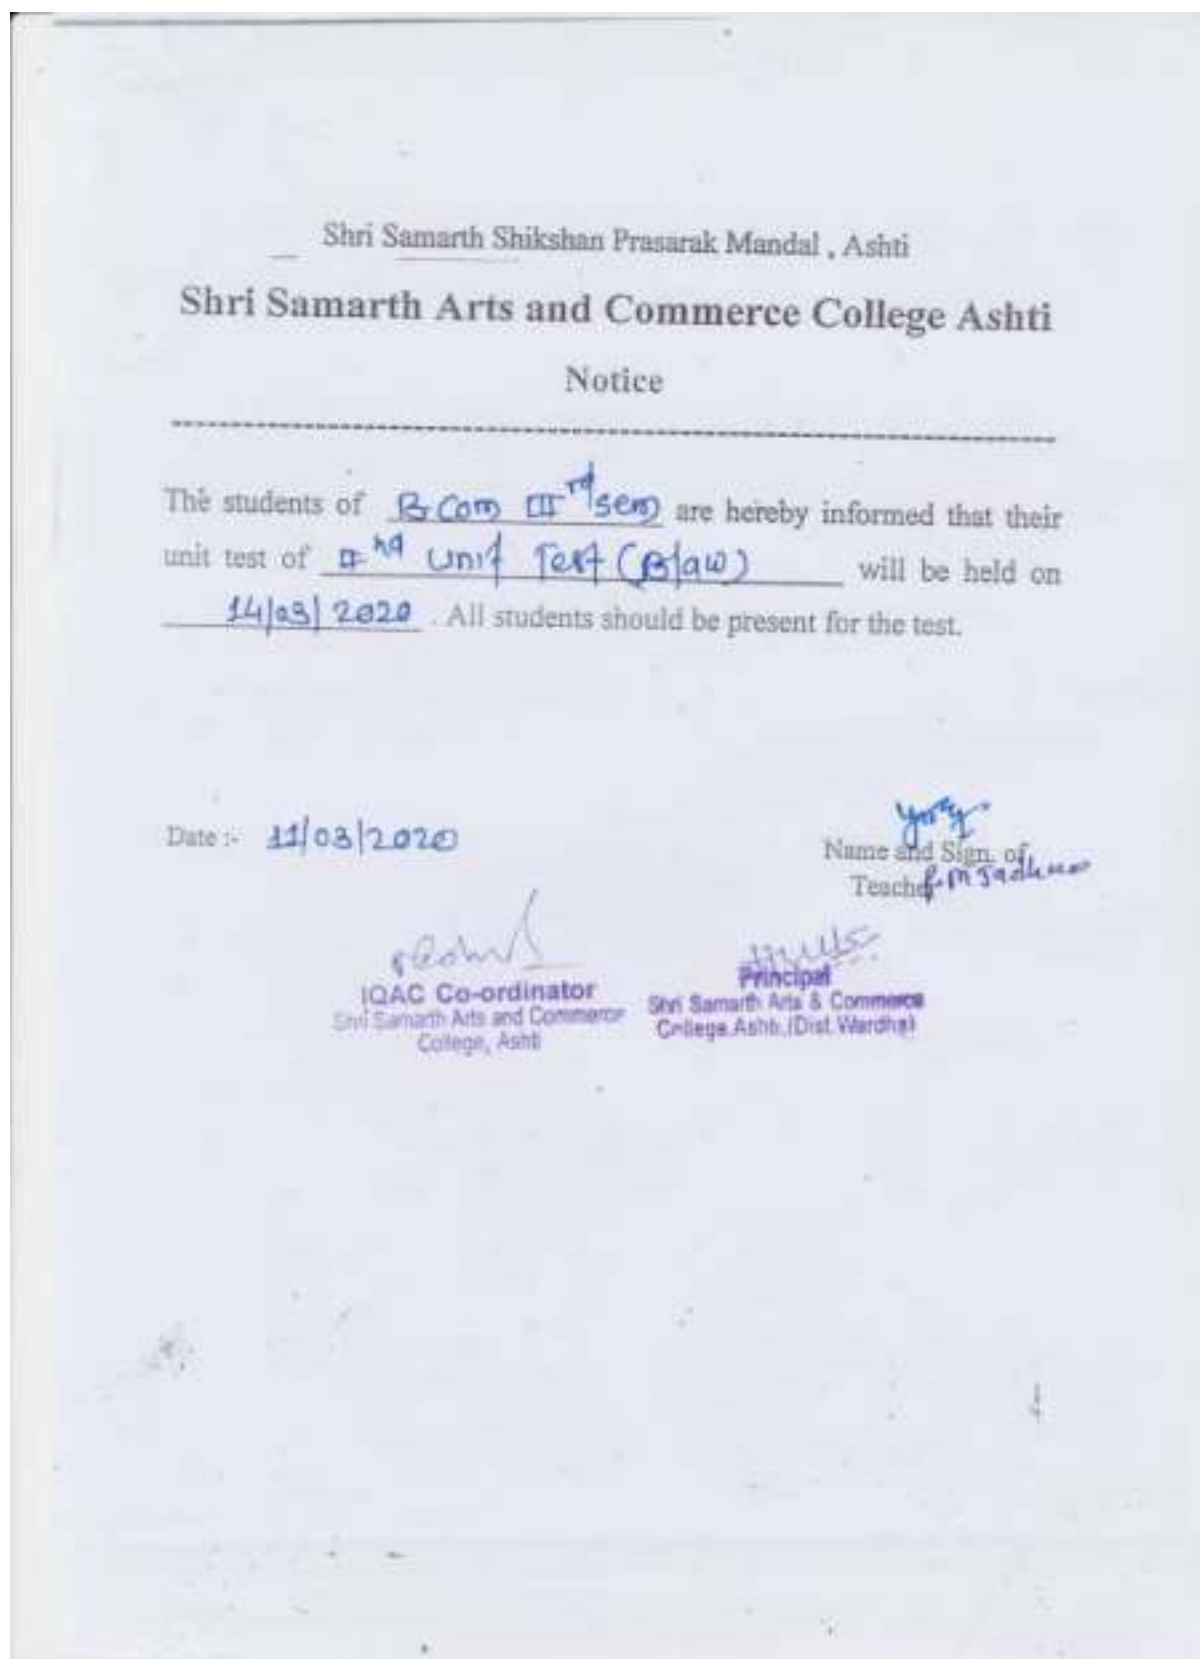 Shri Samarth Shikshan Prasarak Mandal , Ashti
Shri Samarth Arts and Commerce College Ashti
Notice
The students of B.Com III rd sem are hereby informed that their
unit test of II nd Unit Test (B/law) will be held on
14/03/2020 . All students should be present for the test.
Date :- 11/03/2020
Name and Sign. of
Teacher M Jadhao
IQAC Co-ordinator
Shri Samarth Arts and Commerce
College, Ashti
Principal
Shri Samarth Arts & Commerce
College Ashti,(Dist Wardha)